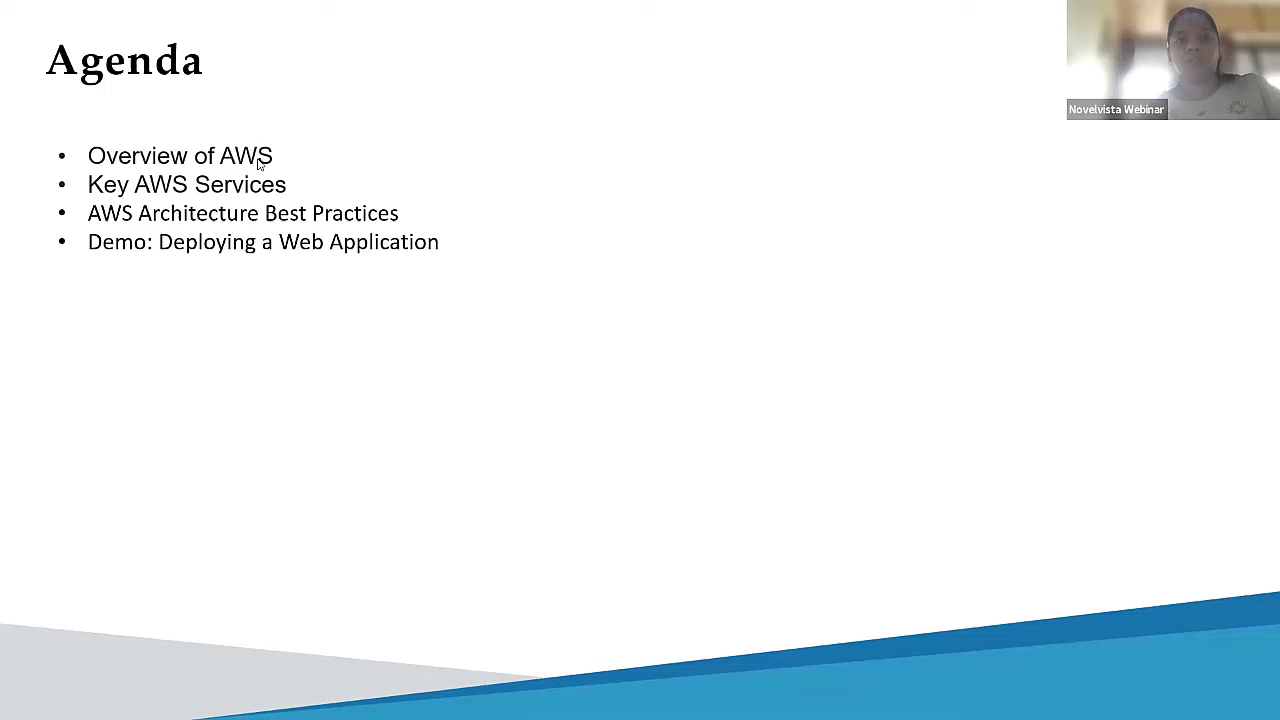 Agenda
Novelvista Webinar
• Overview of AWS
• Key AWS Services
• AWS Architecture Best Practices
• Demo: Deploying a Web Application